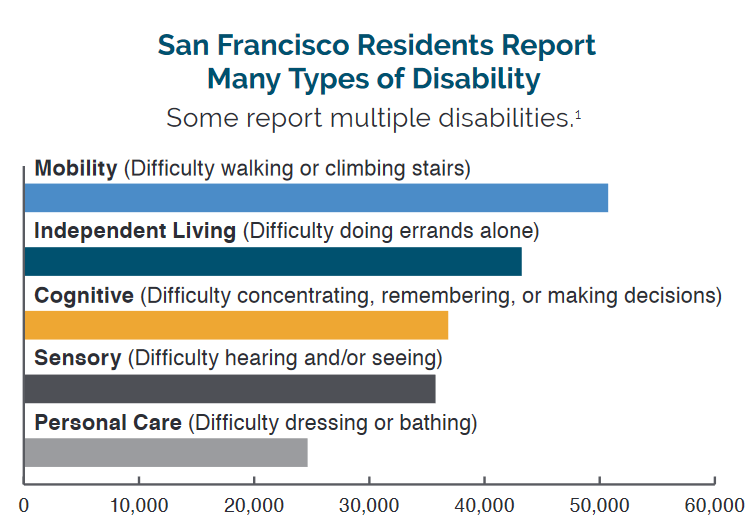 San Francisco Residents Report
Many Types of Disability
Some report multiple disabilities.¹
Mobility (Difficulty walking or climbing stairs)
Independent Living (Difficulty doing errands alone)
Cognitive (Difficulty concentrating, remembering, or making decisions)
Sensory (Difficulty hearing and/or seeing)
Personal Care (Difficulty dressing or bathing)
0 10,000 20,000 30,000 40,000 50,000 60,000